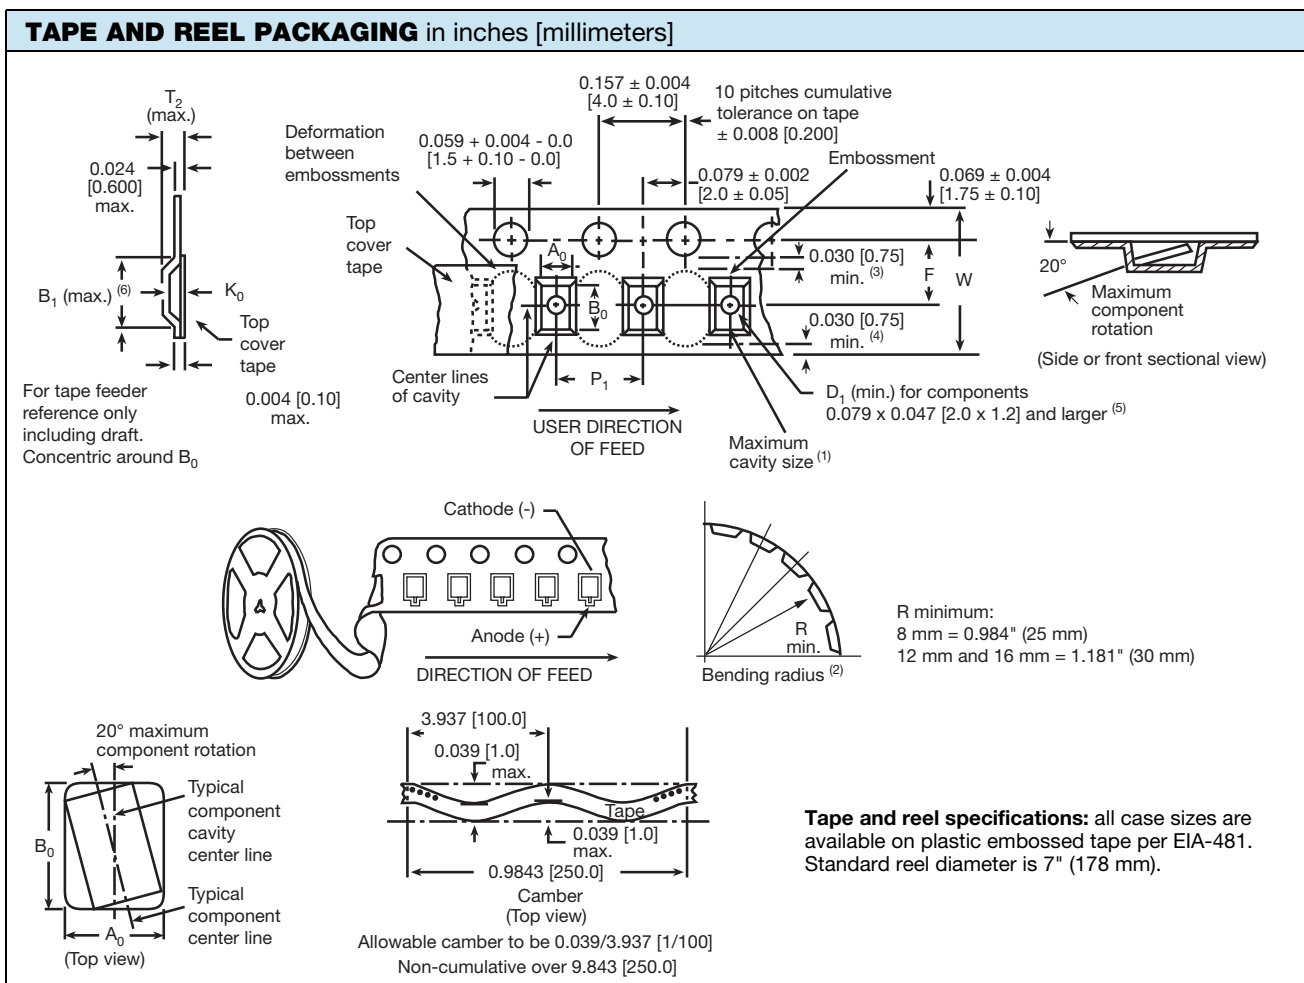 TAPE AND REEL PACKAGING in inches [millimeters]
T2
(max.)
0.024
[0.600]
max.
B1 (max.) (6)
K0
Top
cover
tape
For tape feeder
reference only
including draft.
Concentric around B0
0.004 [0.10]
max.
Deformation
between
embossments
Top
cover
tape
0.059 + 0.004 - 0.0
[1.5 + 0.10 - 0.0]
0.157 ± 0.004
[4.0 ± 0.10]
10 pitches cumulative
tolerance on tape
± 0.008 [0.200]
0.079 ± 0.002
[2.0 ± 0.05]
Embossment
0.069 ± 0.004
[1.75 ± 0.10]
A0
B0
0.030 [0.75]
min. (3)
F
W
0.030 [0.75]
min. (4)
Center lines
of cavity
P1
USER DIRECTION
OF FEED
D1 (min.) for components
0.079 x 0.047 [2.0 x 1.2] and larger (5)
Maximum
cavity size (1)
20°
Maximum
component
rotation
(Side or front sectional view)
Cathode (-)
Anode (+)
DIRECTION OF FEED
R
min.
Bending radius (2)
R minimum:
8 mm = 0.984" (25 mm)
12 mm and 16 mm = 1.181" (30 mm)
20° maximum
component rotation
Typical
component
cavity
center line
B0
Typical
component
center line
A0
(Top view)
3.937 [100.0]
0.039 [1.0]
max.
Tape
0.039 [1.0]
max.
0.9843 [250.0]
Camber
(Top view)
Allowable camber to be 0.039/3.937 [1/100]
Non-cumulative over 9.843 [250.0]
Tape and reel specifications: all case sizes are
available on plastic embossed tape per EIA-481.
Standard reel diameter is 7" (178 mm).